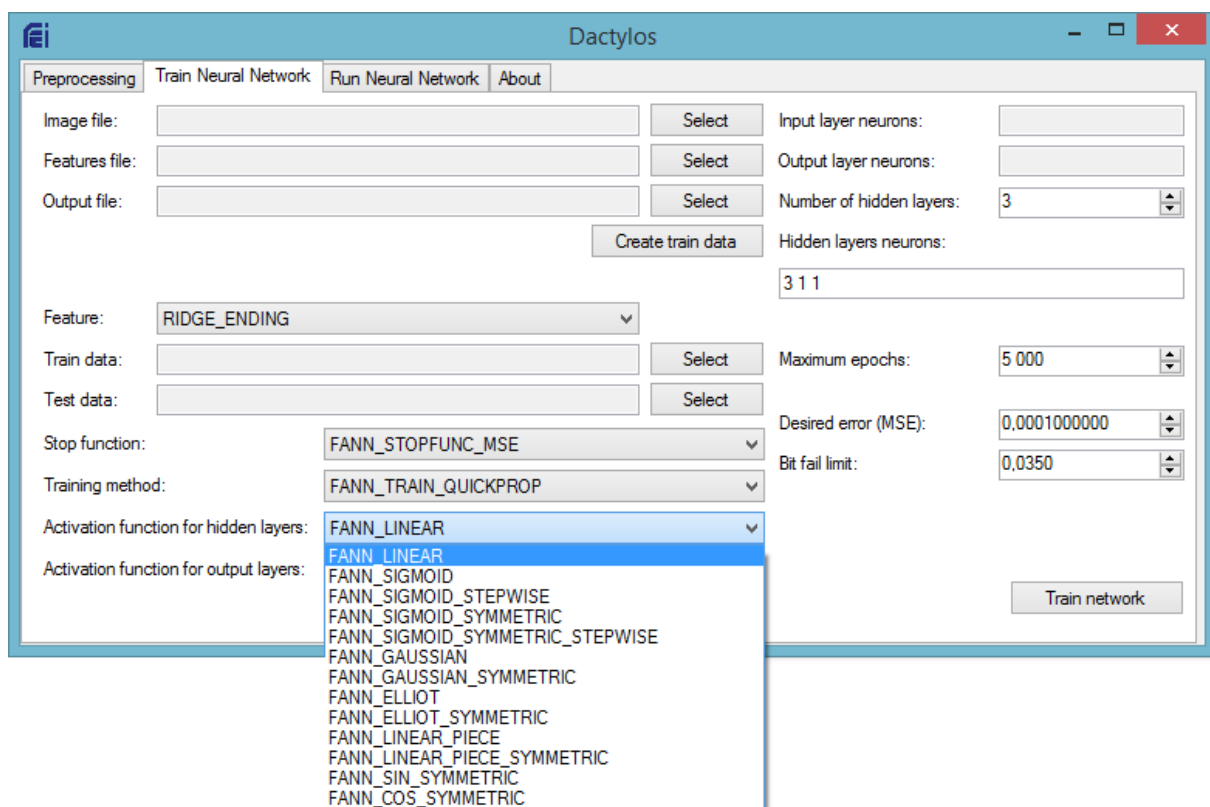 FEI
Dactylos
Preprocessing Train Neural Network Run Neural Network About
Image file: Select Input layer neurons:
Features file: Select Output layer neurons:
Output file: Select Number of hidden layers: 3
Create train data Hidden layers neurons:
3 1 1
Feature: RIDGE_ENDING
Train data: Select Maximum epochs: 5 000
Test data: Select
Desired error (MSE): 0,0001000000
Stop function: FANN_STOPFUNC_MSE
Bit fail limit: 0,0350
Training method: FANN_TRAIN_QUICKPROP
Activation function for hidden layers: FANN_LINEAR
FANN_LINEAR
Activation function for output layers:
FANN_SIGMOID
FANN_SIGMOID_STEPWISE
Train network
FANN_SIGMOID_SYMMETRIC
FANN_SIGMOID_SYMMETRIC_STEPWISE
FANN_GAUSSIAN
FANN_GAUSSIAN_SYMMETRIC
FANN_ELLIOT
FANN_ELLIOT_SYMMETRIC
FANN_LINEAR_PIECE
FANN_LINEAR_PIECE_SYMMETRIC
FANN_SIN_SYMMETRIC
FANN_COS_SYMMETRIC